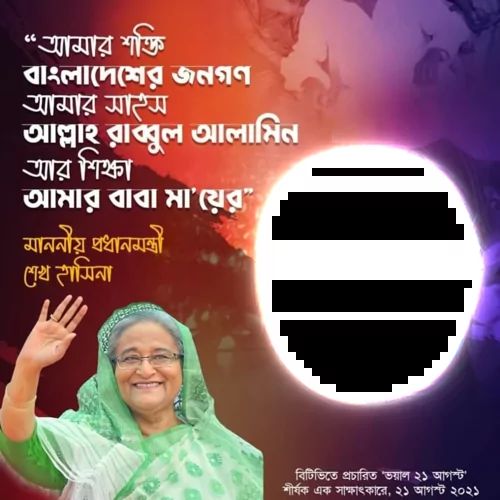 “আমার শক্তি
বাংলাদেশের জনগণ
আমার সাহস
আল্লাহ রাব্বুল আলামিন
আর শিক্ষা
আমার বাবা মা'য়ের”
মাননীয় প্রধানমন্ত্রী
শেখ হাসিনা
বিটিভিতে প্রচারিত ‘ভয়াল ২১ আগস্ট’
শীর্ষক এক সাক্ষাৎকারে, ২১ আগস্ট ২০২১